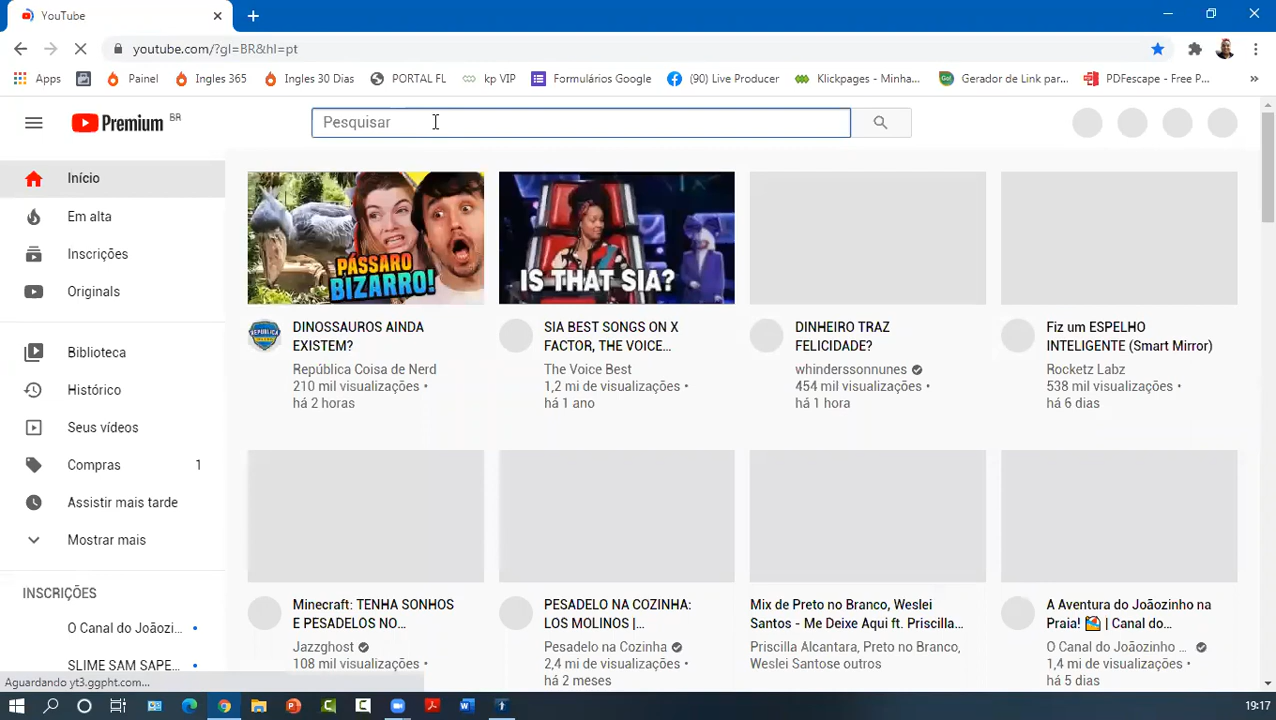 YouTube
youtube.com/?gl=BR&hl=pt
Apps Painel Ingles 365 Ingles 30 Dias PORTAL FL kp VIP Formulários Google (90) Live Producer Klickpages - Minha... Gerador de Link par... PDFescape - Free P...
Premium BR
Pesquisar
Início
Em alta
Inscrições
Originals
Biblioteca
Histórico
Seus vídeos
Compras 1
Assistir mais tarde
Mostrar mais
INSCRIÇÕES
O Canal do Joãozi...
SLIME SAM SAPE...
PÁSSARO
BIZARRO!
DINOSSAUROS AINDA
EXISTEM?
República Coisa de Nerd
210 mil visualizações •
há 2 horas
IS THAT SIA?
SIA BEST SONGS ON X
FACTOR, THE VOICE...
The Voice Best
1,2 mi de visualizações •
há 1 ano
DINHEIRO TRAZ
FELICIDADE?
whinderssonnunes
454 mil visualizações •
há 1 hora
Fiz um ESPELHO
INTELIGENTE (Smart Mirror)
Rocketz Labz
538 mil visualizações •
há 6 dias
Minecraft: TENHA SONHOS
E PESADELOS NO...
Jazzghost
108 mil visualizações •
PESADELO NA COZINHA:
LOS MOLINOS |...
Pesadelo na Cozinha
2,4 mi de visualizações •
há 2 meses
Mix de Preto no Branco, Weslei
Santos - Me Deixe Aqui ft. Priscilla...
Priscilla Alcantara, Preto no Branco,
Weslei Santose outros
A Aventura do Joãozinho na
Praia! 🏖 | Canal do...
O Canal do Joãozinho ...
1,4 mi de visualizações •
há 5 dias
Aguardando yt3.ggpht.com...
19:17